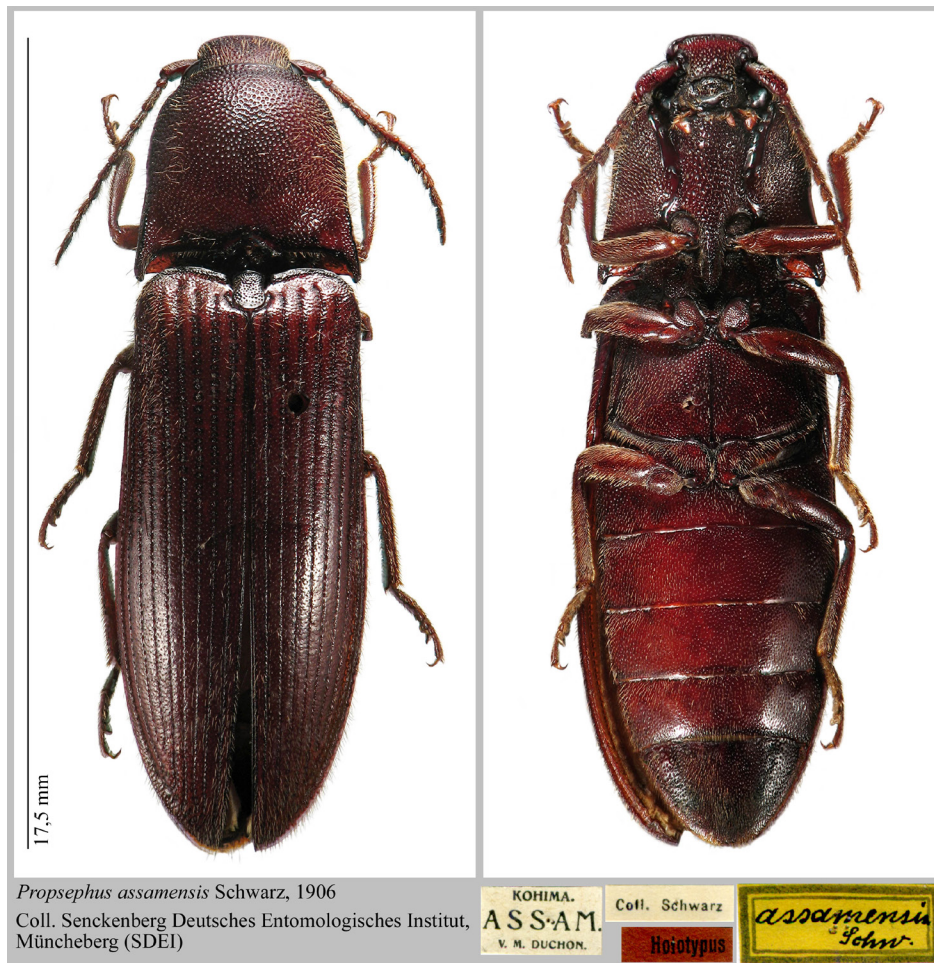 17,5 mm
Propsephus assamensis Schwarz, 1906
Coll. Senckenberg Deutsches Entomologisches Institut,
Müncheberg (SDEI)
KOHIMA.
ASSAM.
V. M. DUCHON.
Coll. Schwarz
Holotypus
assamensis
Schw.